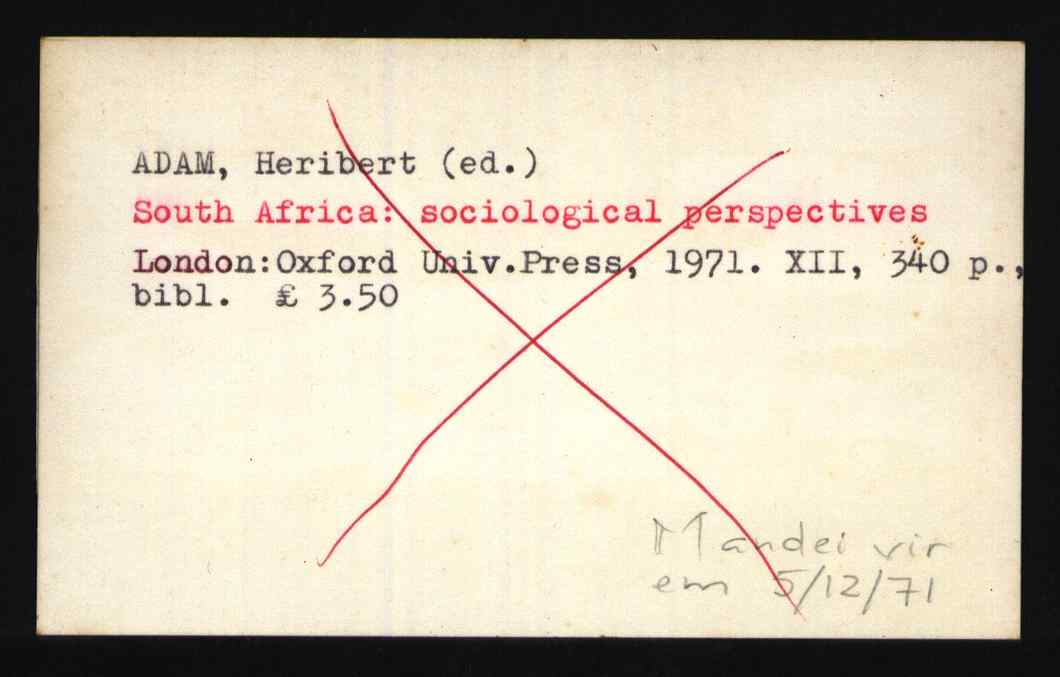 ADAM, Heribert (ed.)
South Africa: sociological perspectives
London:Oxford Univ.Press, 1971. XII, 340 p.,
bibl. £ 3.50
Mandei vir
em 5/12/71